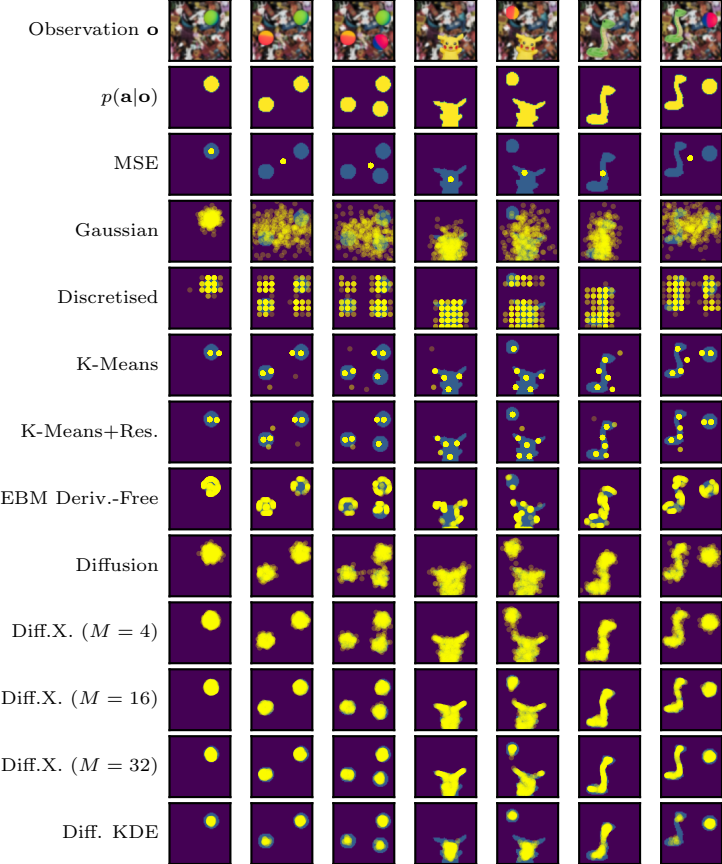 Observation o
p(a|o)
MSE
Gaussian
Discretised
K-Means
K-Means+Res.
EBM Deriv.-Free
Diffusion
Diff.X. (M = 4)
Diff.X. (M = 16)
Diff.X. (M = 32)
Diff. KDE